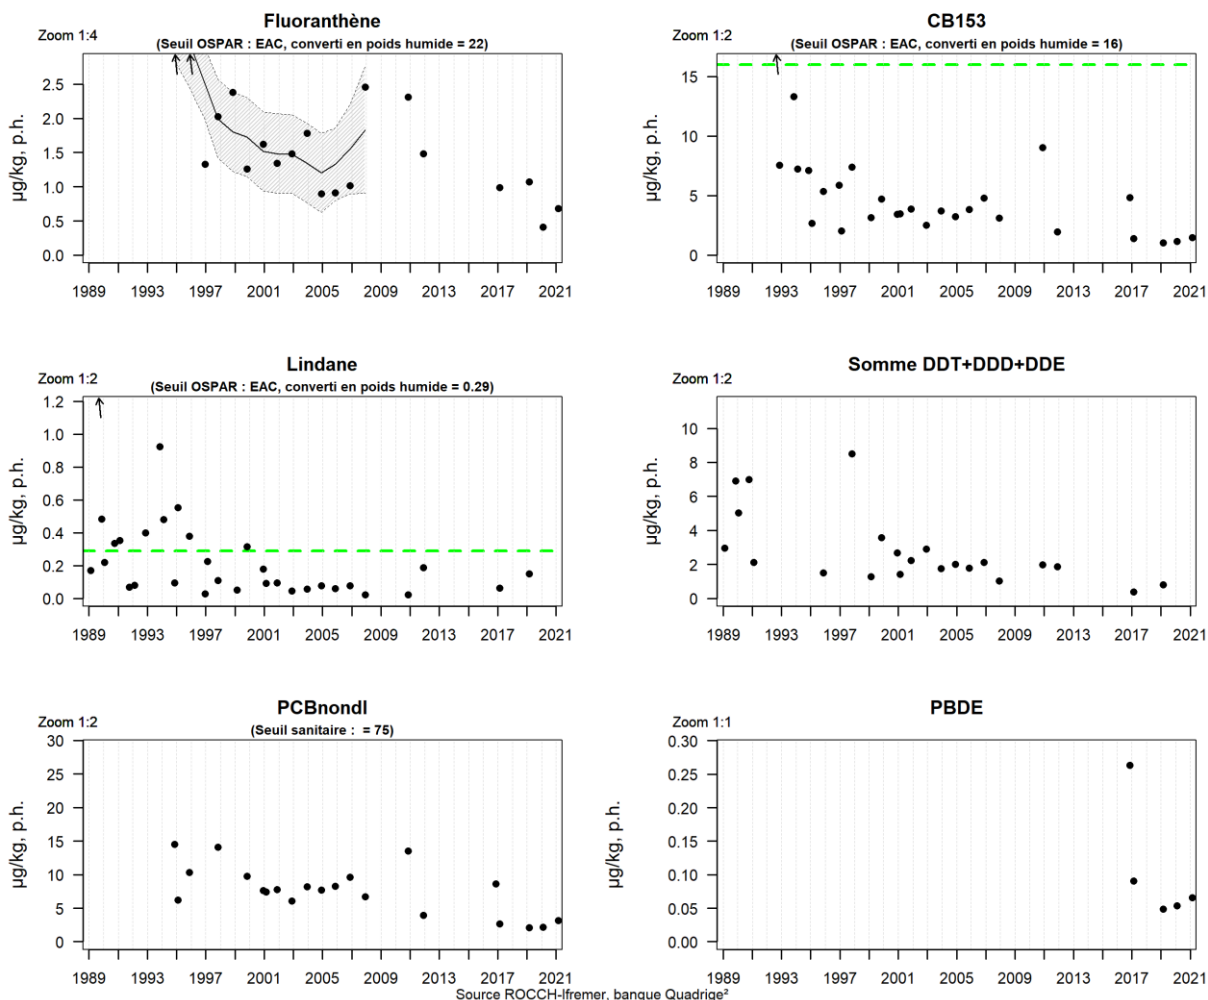 Fluoranthène
Zoom 1:4
(Seuil OSPAR : EAC, converti en poids humide = 22)
µg/kg, p.h.
2.5
2.0
1.5
1.0
0.5
0.0
1989 1993 1997 2001 2005 2009 2013 2017 2021
CB153
Zoom 1:2
(Seuil OSPAR : EAC, converti en poids humide = 16)
µg/kg, p.h.
15
10
5
0
1989 1993 1997 2001 2005 2009 2013 2017 2021
Lindane
Zoom 1:2
(Seuil OSPAR : EAC, converti en poids humide = 0.29)
µg/kg, p.h.
1.2
1.0
0.8
0.6
0.4
0.2
0.0
1989 1993 1997 2001 2005 2009 2013 2017 2021
Somme DDT+DDD+DDE
Zoom 1:2
µg/kg, p.h.
10
8
6
4
2
0
1989 1993 1997 2001 2005 2009 2013 2017 2021
PCBnondl
Zoom 1:2
(Seuil sanitaire : = 75)
µg/kg, p.h.
30
25
20
15
10
5
0
1989 1993 1997 2001 2005 2009 2013 2017 2021
PBDE
Zoom 1:1
µg/kg, p.h.
0.30
0.25
0.20
0.15
0.10
0.05
0.00
1989 1993 1997 2001 2005 2009 2013 2017 2021
Source ROCCH-Ifremer, banque Quadrige²